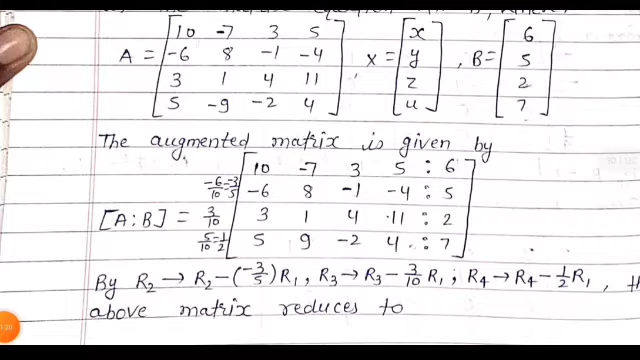 the matrix equation
A = [10 -7 3 5
-6 8 -1 -4
3 1 4 11
5 -9 -2 4] X = [x y z u], B = [6 5 2 7]
The augmented matrix is given by
[A:B] = [10 -7 3 5 : 6
-6/10=-3/5 -6 8 -1 -4 : 5
3/10 3 1 4 11 : 2
5/10=1/2 5 9 -2 4 : 7]
By R2 → R2-(-3/5)R1, R3 → R3-3/10 R1; R4 → R4-1/2 R1, th
above matrix reduces to